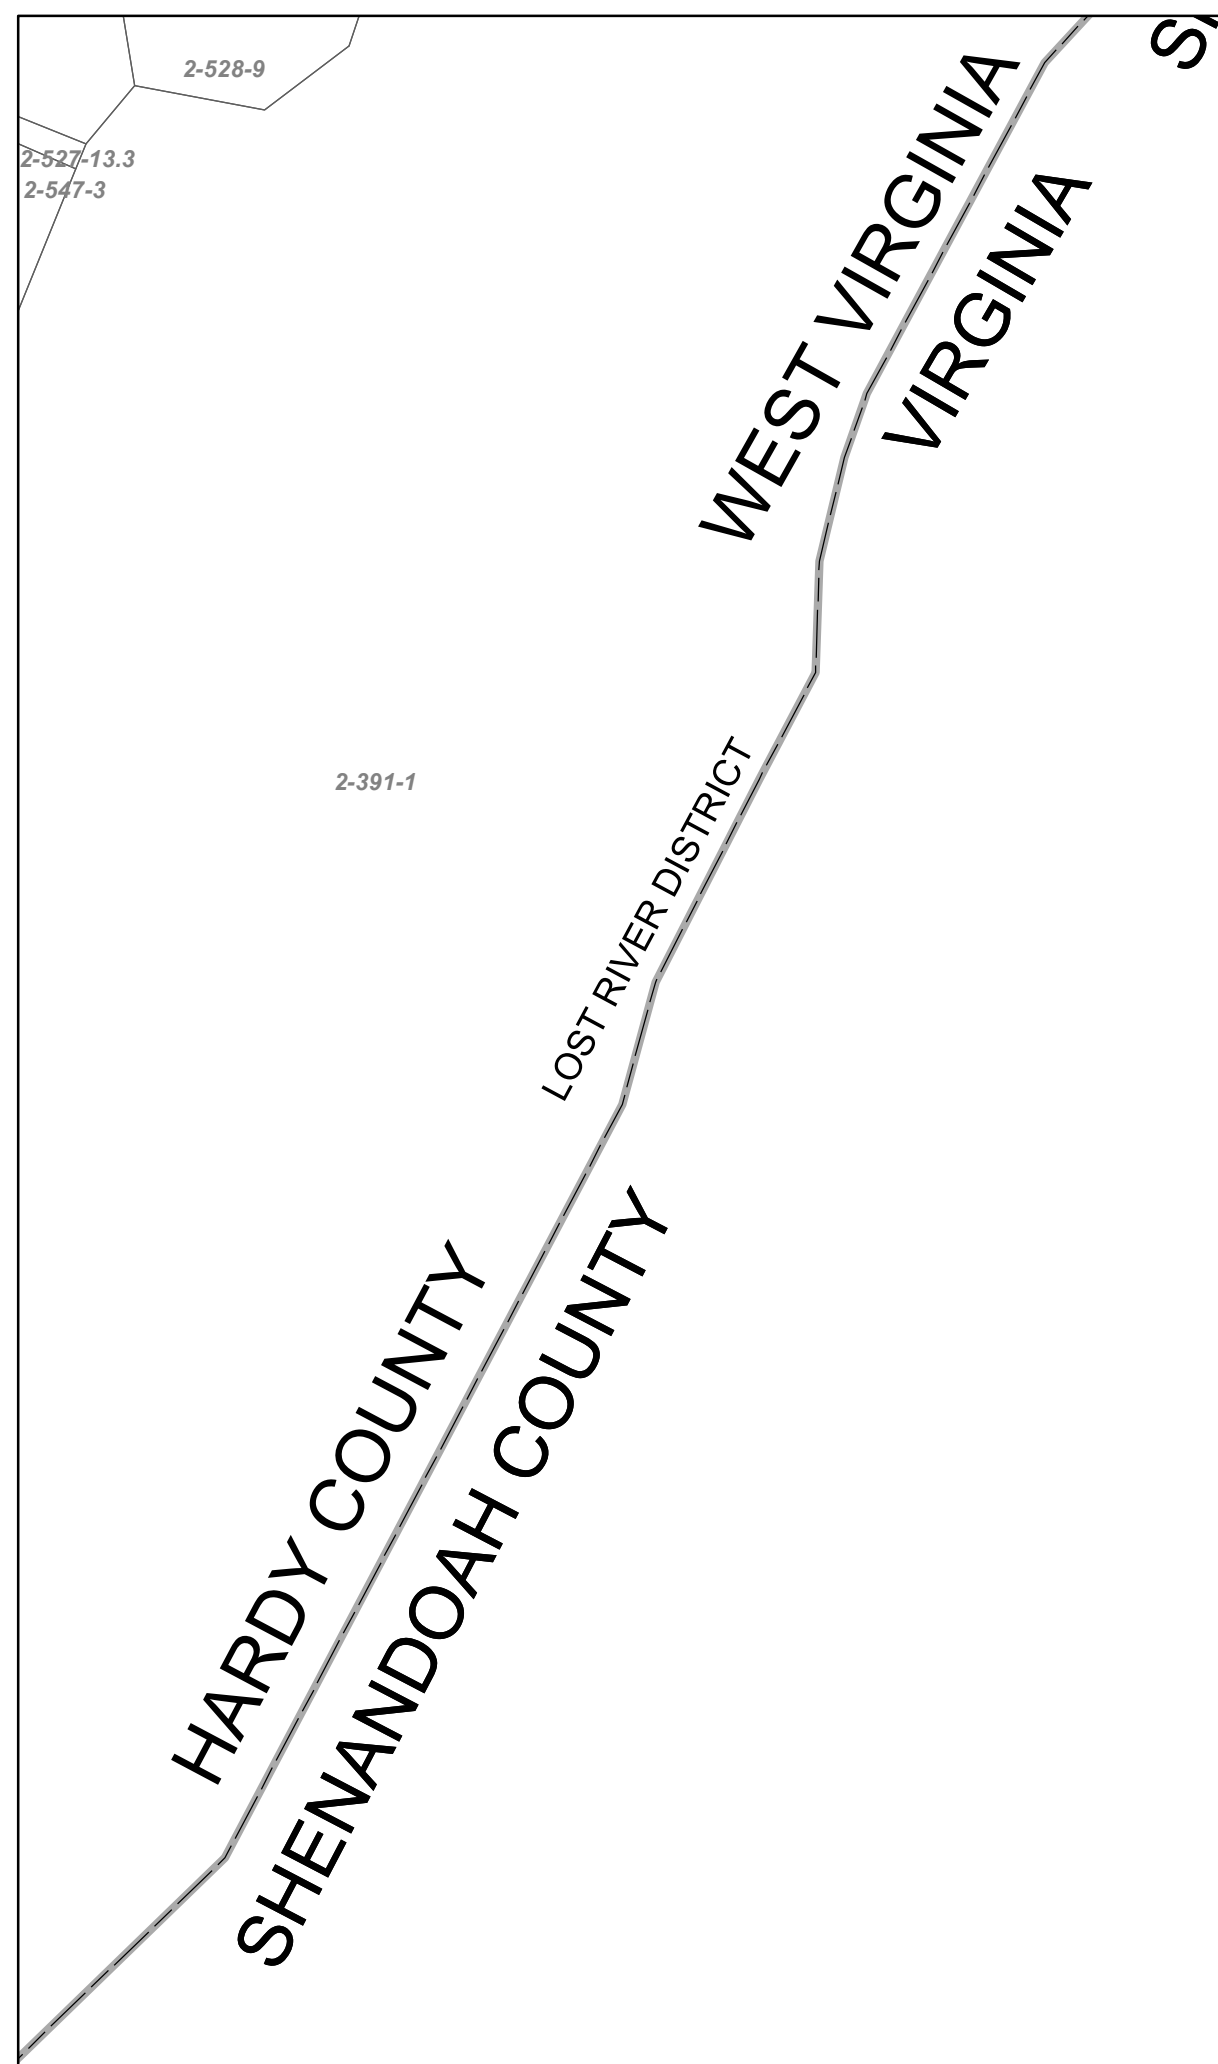 2-528-9
2-527-13.3
2-547-3
WEST VIRGINIA
VIRGINIA
2-391-1
LOST RIVER DISTRICT
HARDY COUNTY
SHENANDOAH COUNTY